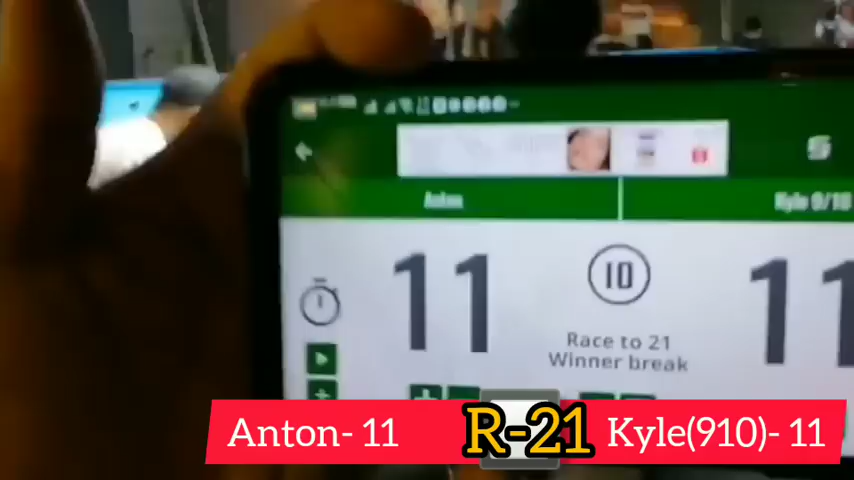 Anton
Kyle 9/10
11
10
11
Race to 21
Winner break
Anton- 11
R-21
Kyle(910)- 11